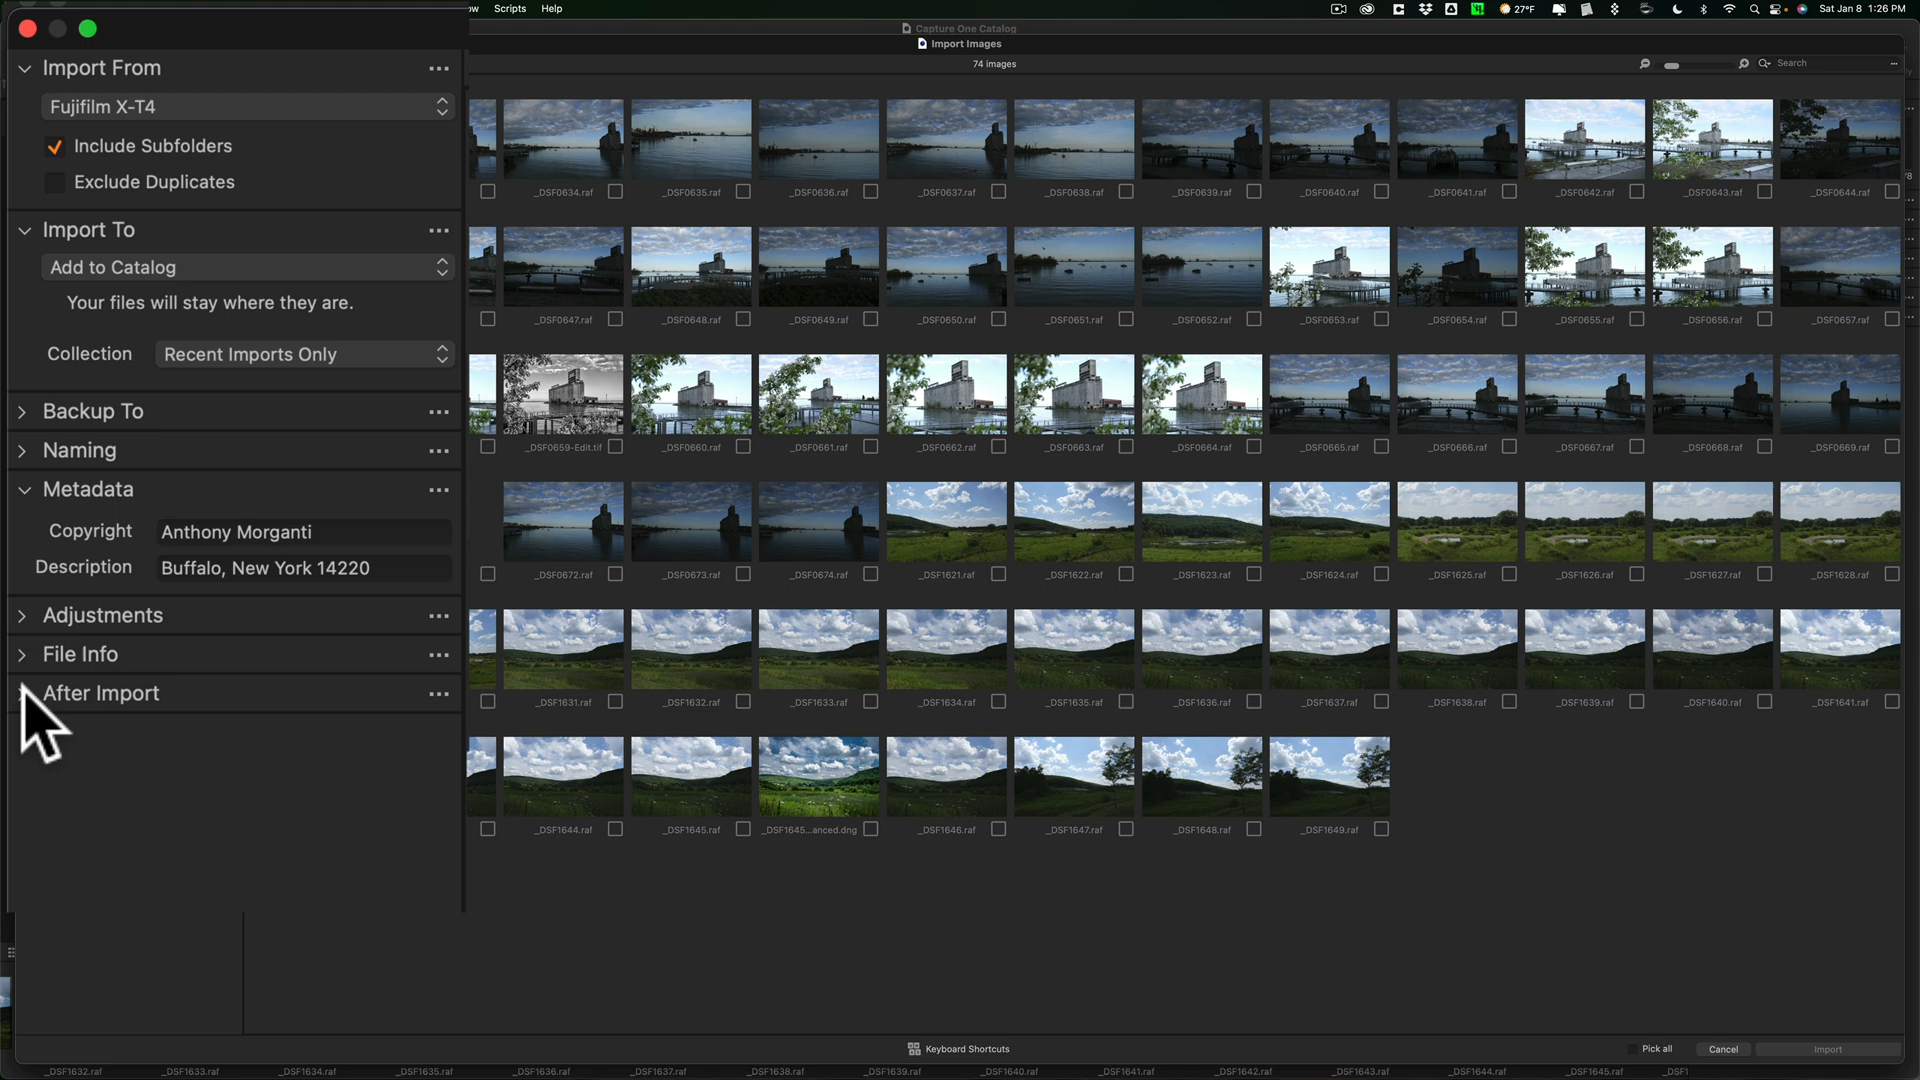 ow Scripts Help
27°F Sat Jan 8 1:26 PM
Capture One Catalog
Import Images
74 images
Search
Import From
Fujifilm X-T4
Include Subfolders
Exclude Duplicates
Import To
Add to Catalog
Your files will stay where they are.
Collection Recent Imports Only
Backup To
Naming
Metadata
Copyright Anthony Morganti
Description Buffalo, New York 14220
Adjustments
File Info
After Import
_DSF0634.raf _DSF0635.raf _DSF0636.raf _DSF0637.raf _DSF0638.raf _DSF0639.raf _DSF0640.raf _DSF0641.raf _DSF0642.raf _DSF0643.raf _DSF0644.raf
_DSF0647.raf _DSF0648.raf _DSF0649.raf _DSF0650.raf _DSF0651.raf _DSF0652.raf _DSF0653.raf _DSF0654.raf _DSF0655.raf _DSF0656.raf _DSF0657.raf
_DSF0659-Edit.tif _DSF0660.raf _DSF0661.raf _DSF0662.raf _DSF0663.raf _DSF0664.raf _DSF0665.raf _DSF0666.raf _DSF0667.raf _DSF0668.raf _DSF0669.raf
_DSF0672.raf _DSF0673.raf _DSF0674.raf _DSF1621.raf _DSF1622.raf _DSF1623.raf _DSF1624.raf _DSF1625.raf _DSF1626.raf _DSF1627.raf _DSF1628.raf
_DSF1631.raf _DSF1632.raf _DSF1633.raf _DSF1634.raf _DSF1635.raf _DSF1636.raf _DSF1637.raf _DSF1638.raf _DSF1639.raf _DSF1640.raf _DSF1641.raf
_DSF1644.raf _DSF1645.raf _DSF1645...anced.dng _DSF1646.raf _DSF1647.raf _DSF1648.raf _DSF1649.raf
Keyboard Shortcuts
Pick all Cancel Import
_DSF1632.raf _DSF1633.raf _DSF1634.raf _DSF1635.raf _DSF1636.raf _DSF1637.raf _DSF1638.raf _DSF1639.raf _DSF1640.raf _DSF1641.raf _DSF1642.raf _DSF1643.raf _DSF1644.raf _DSF1645.raf _DSF1